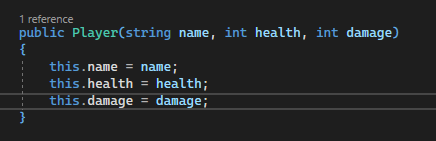 1 reference
public Player(string name, int health, int damage)
{
    this.name = name;
    this.health = health;
    this.damage = damage;
}